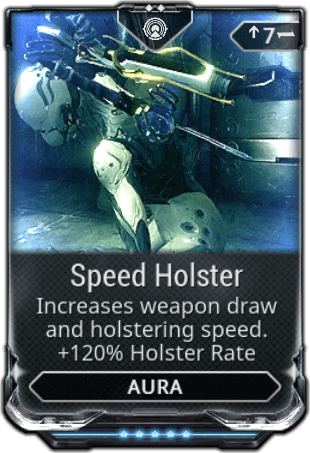 7
Speed Holster
Increases weapon draw
and holstering speed.
+120% Holster Rate
AURA